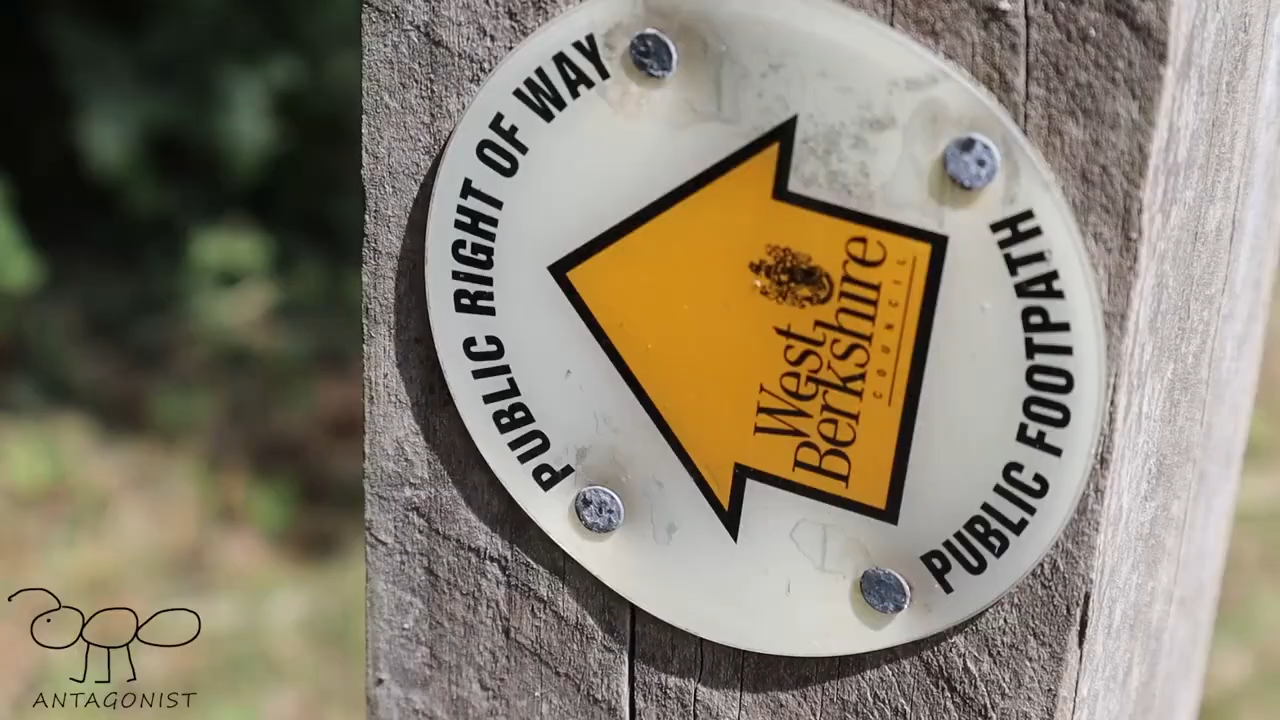 PUBLIC RIGHT OF WAY
West
Berkshire
COUNCIL
PUBLIC FOOTPATH
ANTAGONIST